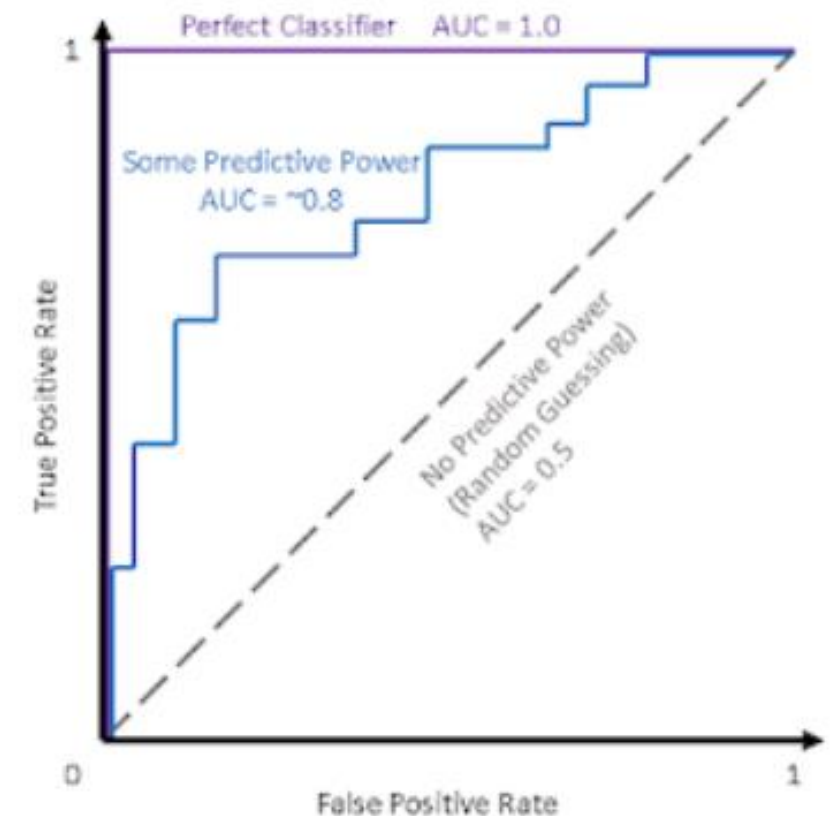 Perfect Classifier AUC = 1.0
1
Some Predictive Power
AUC = ~0.8
True Positive Rate
No Predictive Power
(Random Guessing)
AUC = 0.5
0
1
False Positive Rate